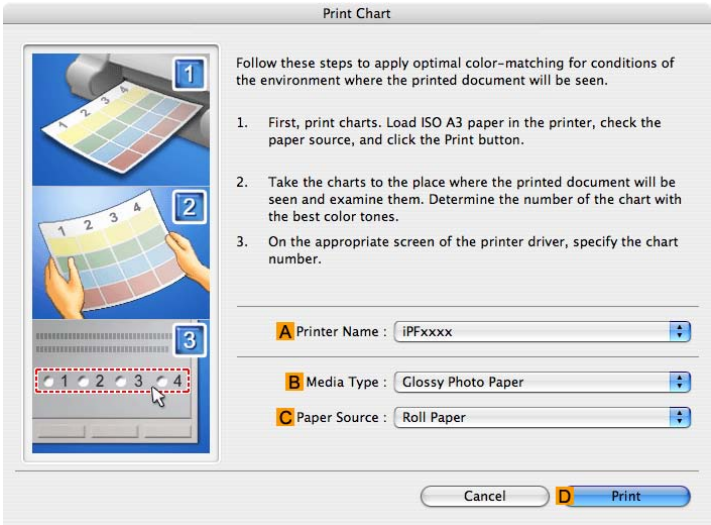 Print Chart
1
1 2 3 4
2
1 2 3 4
3
1 2 3 4
Follow these steps to apply optimal color-matching for conditions of
the environment where the printed document will be seen.
1. First, print charts. Load ISO A3 paper in the printer, check the
paper source, and click the Print button.
2. Take the charts to the place where the printed document will be
seen and examine them. Determine the number of the chart with
the best color tones.
3. On the appropriate screen of the printer driver, specify the chart
number.
A Printer Name : iPFxxxx
B Media Type : Glossy Photo Paper
C Paper Source : Roll Paper
Cancel D Print